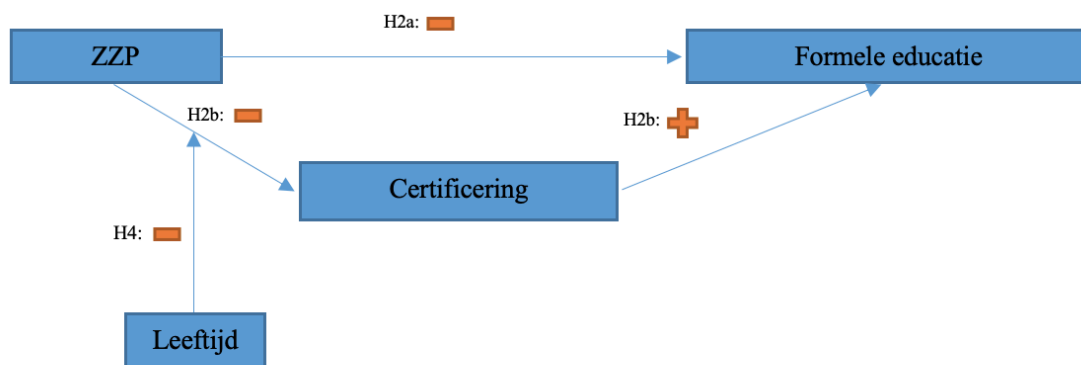 H2a:
ZZP
Formele educatie
H2b:
H2b:
Certificering
H4:
Leeftijd